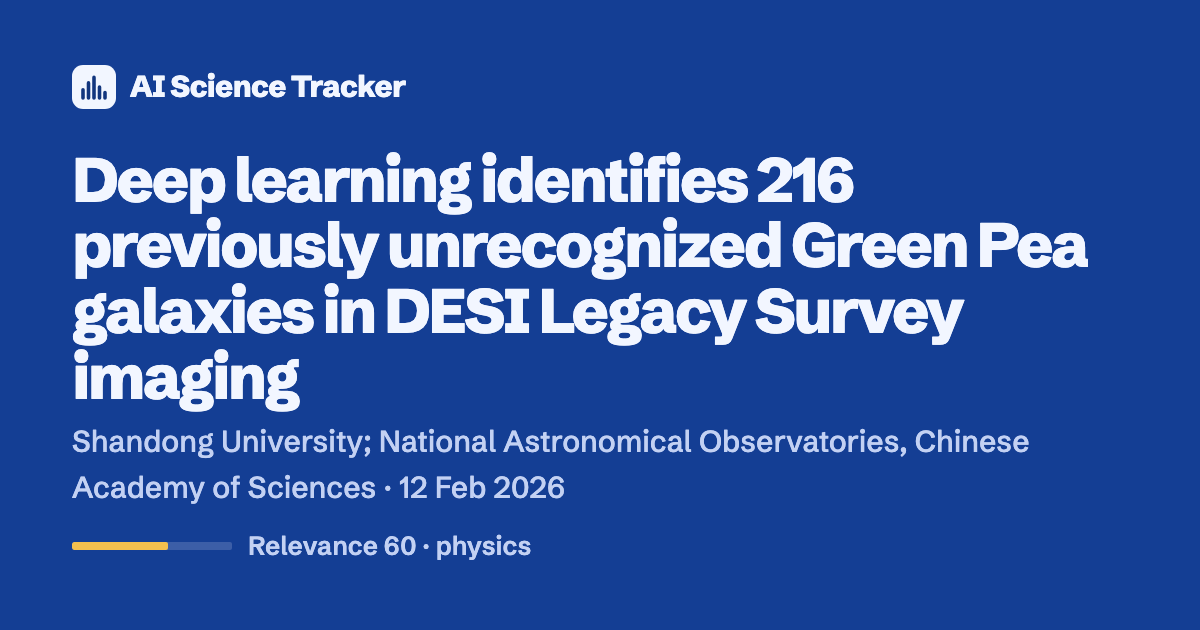 AI Science Tracker
Deep learning identifies 216
previously unrecognized Green Pea
galaxies in DESI Legacy Survey
imaging
Shandong University; National Astronomical Observatories, Chinese
Academy of Sciences · 12 Feb 2026
Relevance 60 · physics